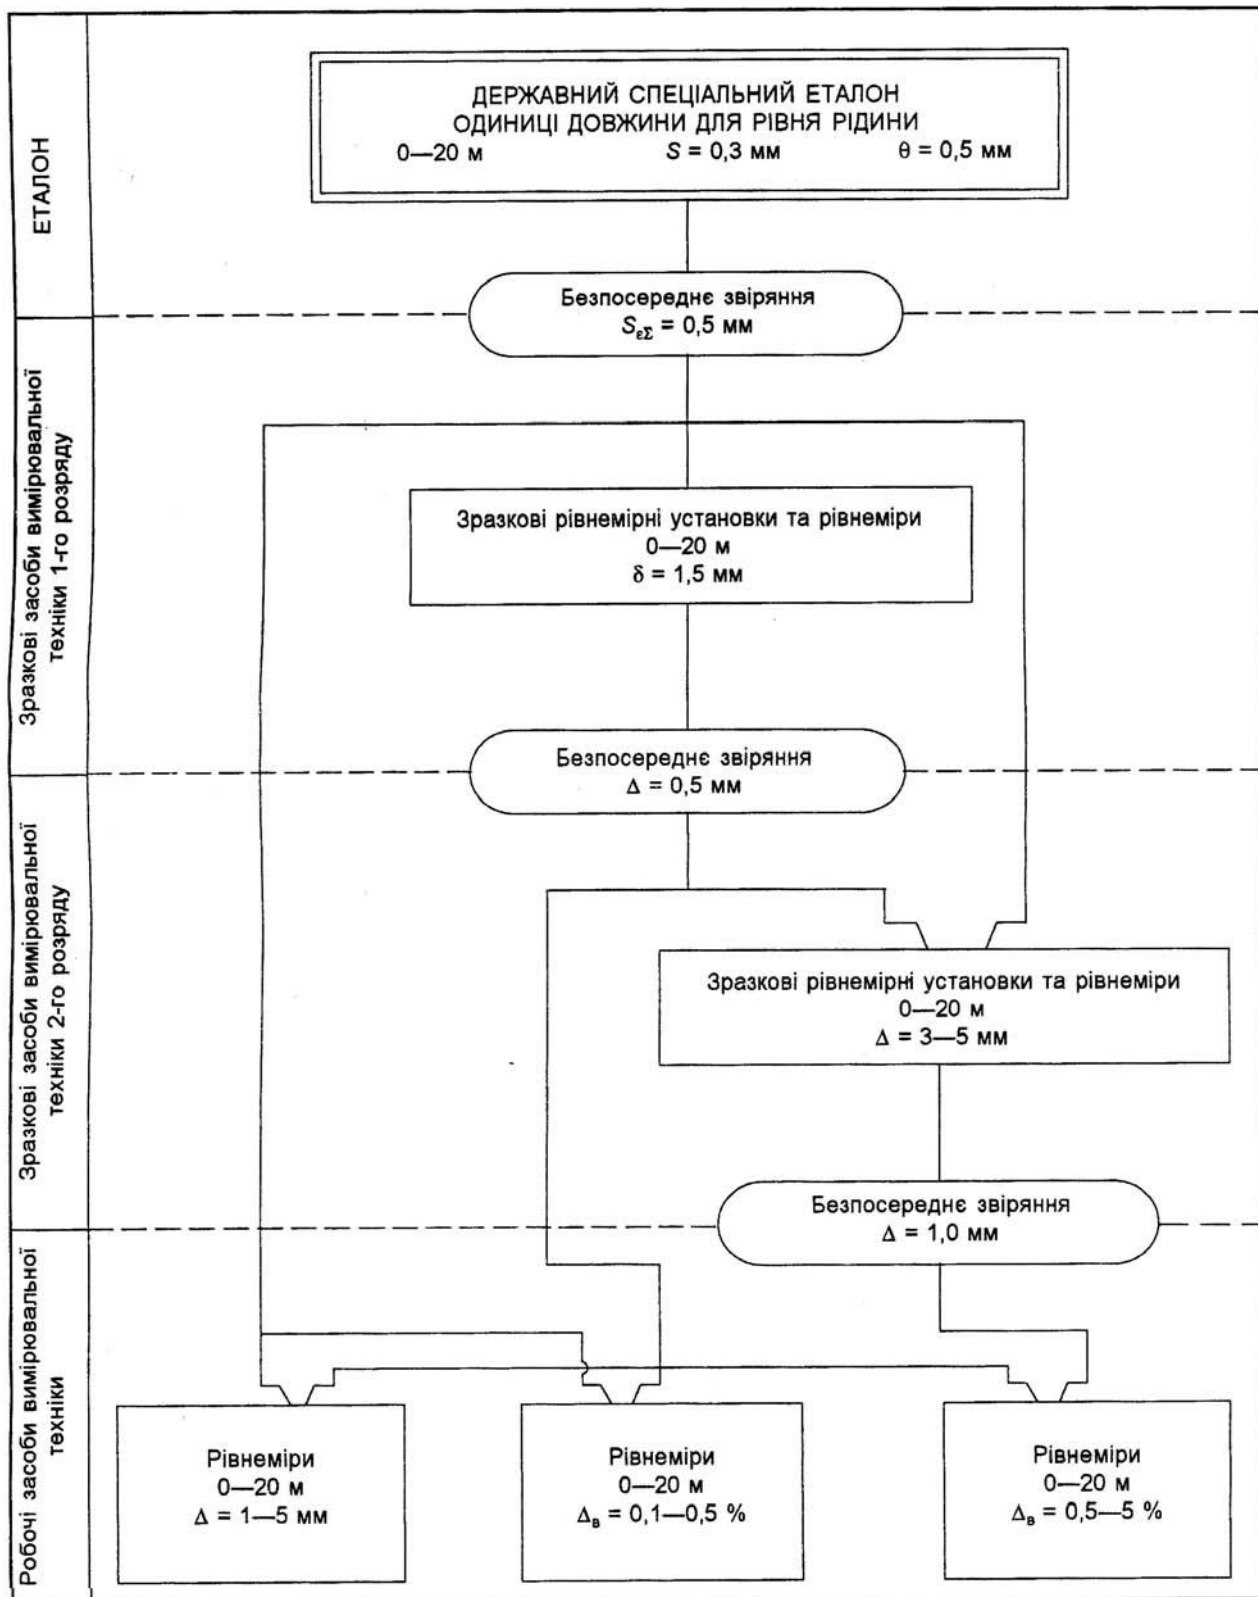 ЕТАЛОН
ДЕРЖАВНИЙ СПЕЦІАЛЬНИЙ ЕТАЛОН
ОДИНИЦІ ДОВЖИНИ ДЛЯ РІВНЯ РІДИНИ
0—20 м S = 0,3 мм θ = 0,5 мм
Безпосереднє звіряння
S_εΣ = 0,5 мм
Зразкові засоби вимірювальної
техніки 1-го розряду
Зразкові рівнемірні установки та рівнеміри
0—20 м
δ = 1,5 мм
Безпосереднє звіряння
Δ = 0,5 мм
Зразкові засоби вимірювальної
техніки 2-го розряду
Зразкові рівнемірні установки та рівнеміри
0—20 м
Δ = 3—5 мм
Безпосереднє звіряння
Δ = 1,0 мм
Робочі засоби вимірювальної
техніки
Рівнеміри
0—20 м
Δ = 1—5 мм
Рівнеміри
0—20 м
Δ_в = 0,1—0,5 %
Рівнеміри
0—20 м
Δ_в = 0,5—5 %